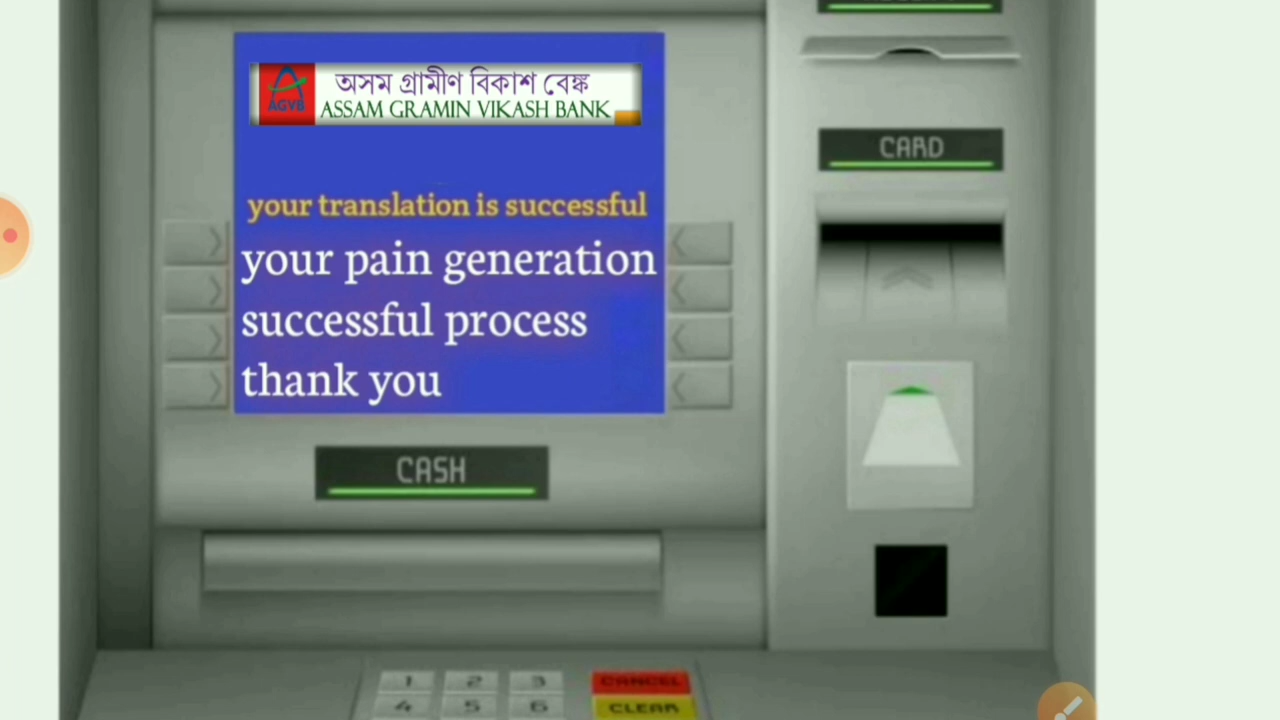 অসম গ্রামীণ বিকাশ বেঙ্ক
AGVB
ASSAM GRAMIN VIKASH BANK
your translation is successful
your pain generation
successful process
thank you
CARD
CASH
1 2 3
CANCEL
4 5 6
CLEAR